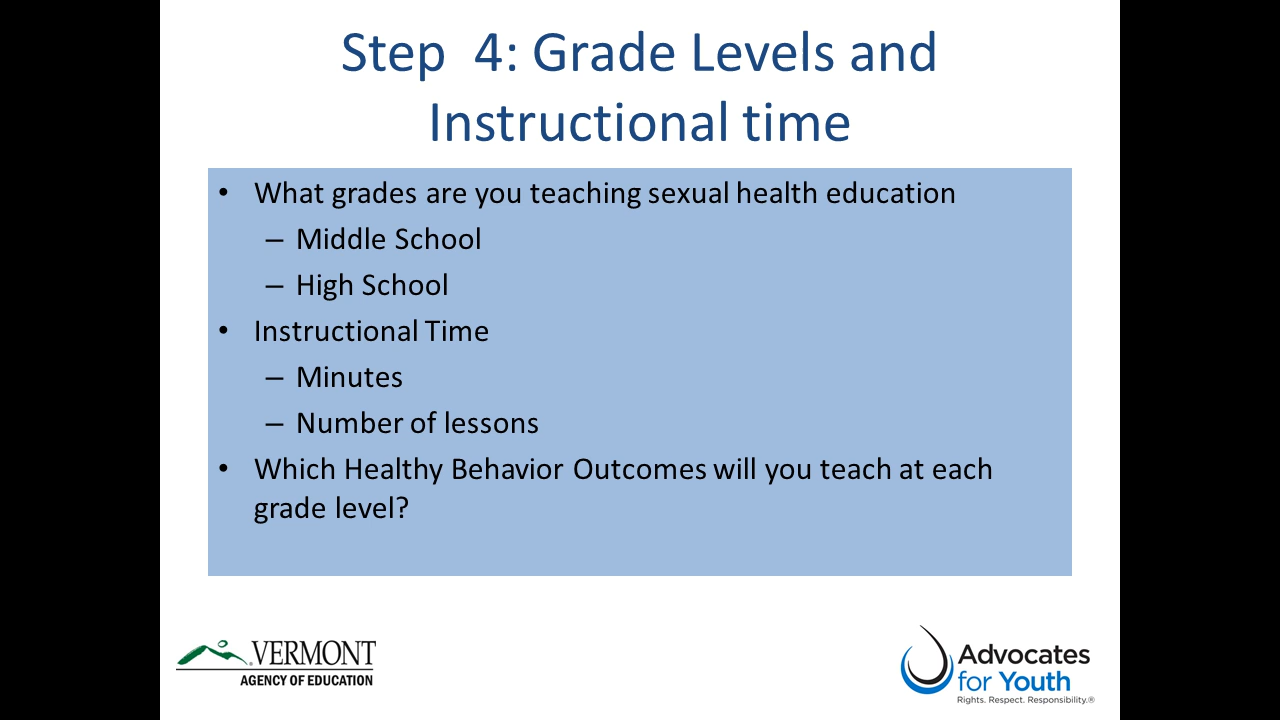 Step  4: Grade Levels and
Instructional time
• What grades are you teaching sexual health education
– Middle School
– High School
• Instructional Time
– Minutes
– Number of lessons
• Which Healthy Behavior Outcomes will you teach at each
grade level?
VERMONT
AGENCY OF EDUCATION
Advocates
for Youth
Rights. Respect. Responsibility.®